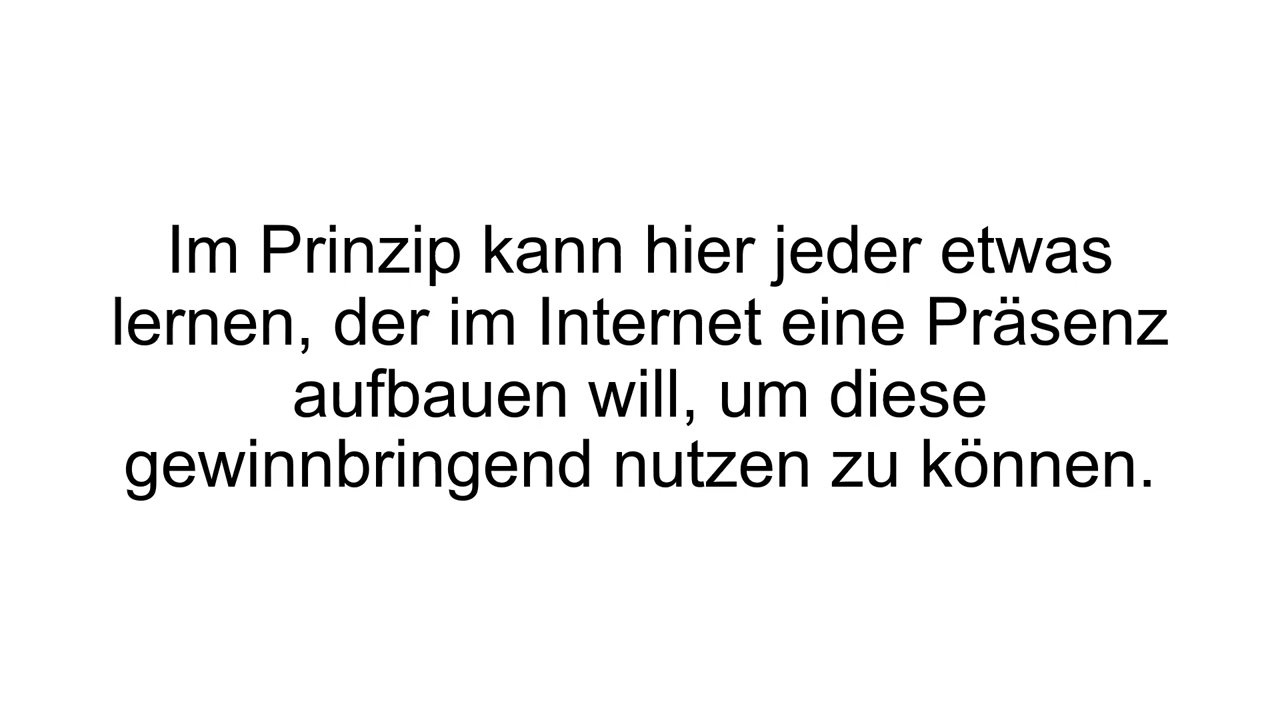 Im Prinzip kann hier jeder etwas
lernen, der im Internet eine Präsenz
aufbauen will, um diese
gewinnbringend nutzen zu können.